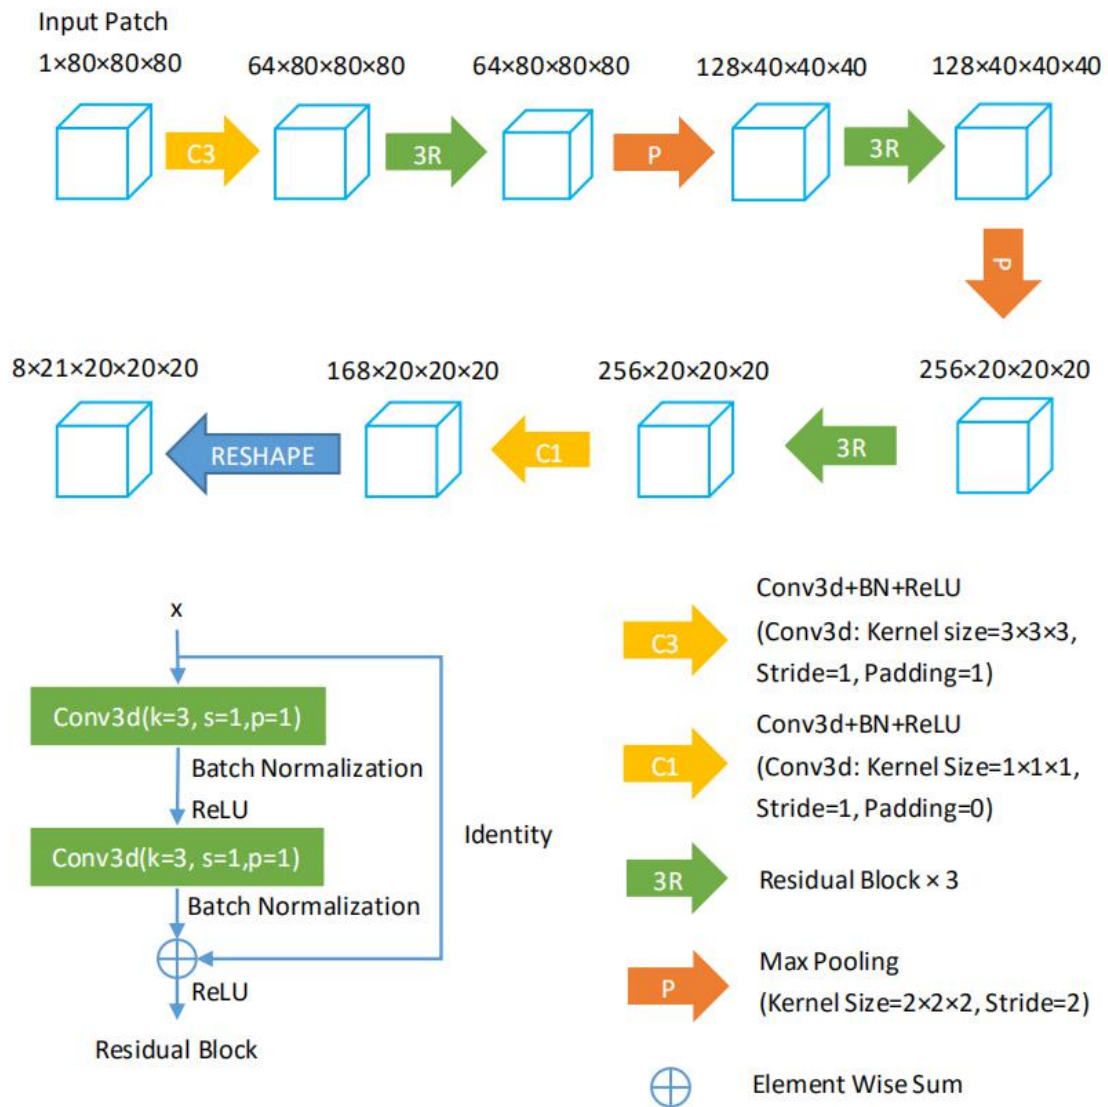 Input Patch
1×80×80×80
64×80×80×80
64×80×80×80
128×40×40×40
128×40×40×40
C3
3R
P
3R
P
8×21×20×20×20
168×20×20×20
256×20×20×20
256×20×20×20
RESHAPE
C1
3R
x
Conv3d(k=3, s=1,p=1)
Batch Normalization
ReLU
Conv3d(k=3, s=1,p=1)
Batch Normalization
ReLU
Identity
Residual Block
C3
Conv3d+BN+ReLU
(Conv3d: Kernel size=3×3×3,
Stride=1, Padding=1)
C1
Conv3d+BN+ReLU
(Conv3d: Kernel Size=1×1×1,
Stride=1, Padding=0)
3R
Residual Block × 3
P
Max Pooling
(Kernel Size=2×2×2, Stride=2)
Element Wise Sum